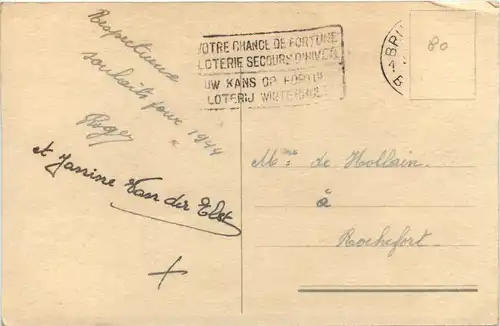 Respectueux
souhaits pour 1944
Roger
et Janine Van der Elst
VOTRE CHANCE DE FORTUNE
LOTERIE SECOURS D'HIVER
UW KANS OP FORTUIN
LOTERIJ WINTERHULP
80
Mr de Hollain.
à
Rochefort.